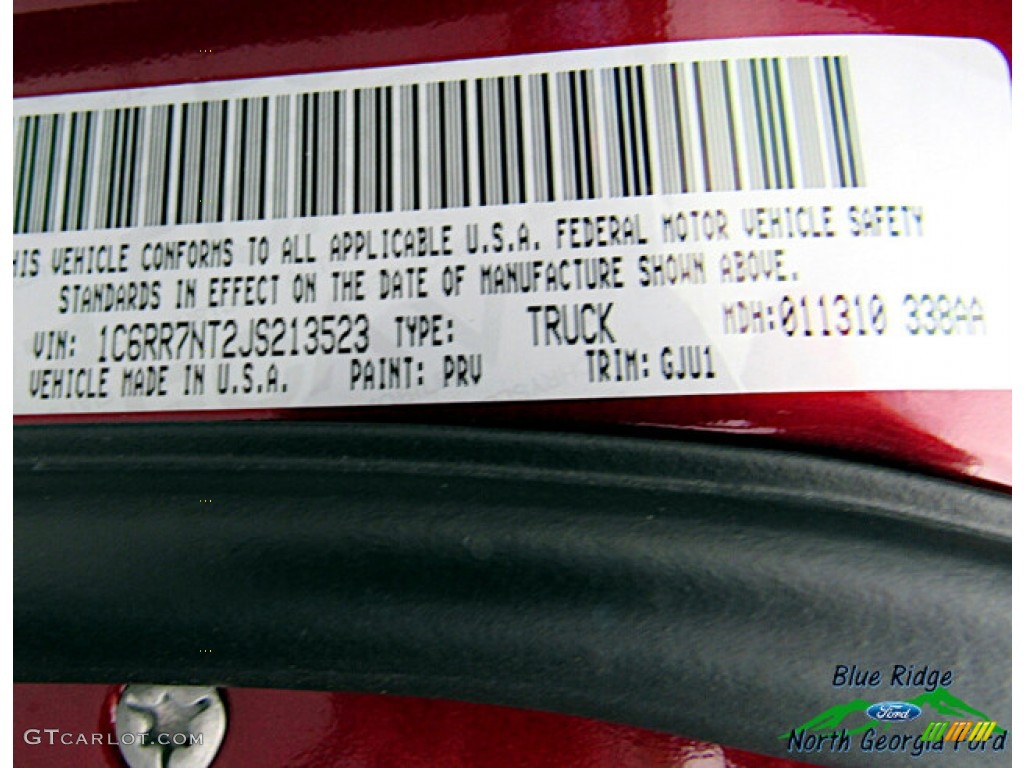 HIS VEHICLE CONFORMS TO ALL APPLICABLE U.S.A. FEDERAL MOTOR VEHICLE SAFETY
STANDARDS IN EFFECT ON THE DATE OF MANUFACTURE SHOWN ABOVE.
VIN: 1C6RR7NT2JS213523 TYPE: TRUCK MDH:011310 338AA
VEHICLE MADE IN U.S.A. PAINT: PRV TRIM: GJU1
Blue Ridge
Ford
North Georgia Ford
GTCARLOT.COM